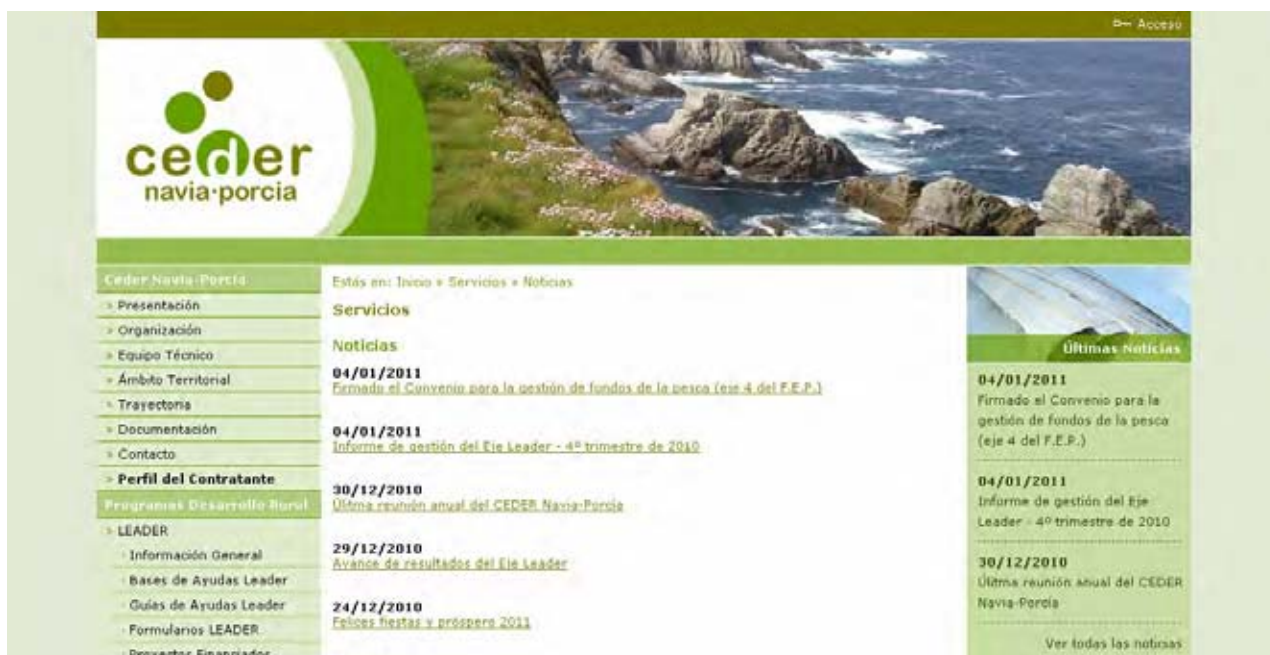 Acceso
ceder
navia·porcia
Ceder Navia-Porcia
» Presentación
» Organización
» Equipo Técnico
» Ámbito Territorial
» Trayectoria
» Documentación
» Contacto
» Perfil del Contratante
Programas Desarrollo Rural
» LEADER
· Información General
· Bases de Ayudas Leader
· Guías de Ayudas Leader
· Formularios LEADER
· Proyectos Financiados
Estás en: Inicio » Servicios » Noticias
Servicios
Noticias
04/01/2011
Firmado el Convenio para la gestión de fondos de la pesca (eje 4 del F.E.P.)
04/01/2011
Informe de gestión del Eje Leader - 4º trimestre de 2010
30/12/2010
Úlitma reunión anual del CEDER Navia-Porcía
29/12/2010
Avance de resultados del Eje Leader
24/12/2010
Felices fiestas y próspero 2011
Últimas Noticias
04/01/2011
Firmado el Convenio para la
gestión de fondos de la pesca
(eje 4 del F.E.P.)
04/01/2011
Informe de gestión del Eje
Leader - 4º trimestre de 2010
30/12/2010
Úlitma reunión anual del CEDER
Navia-Porcía
Ver todas las noticias